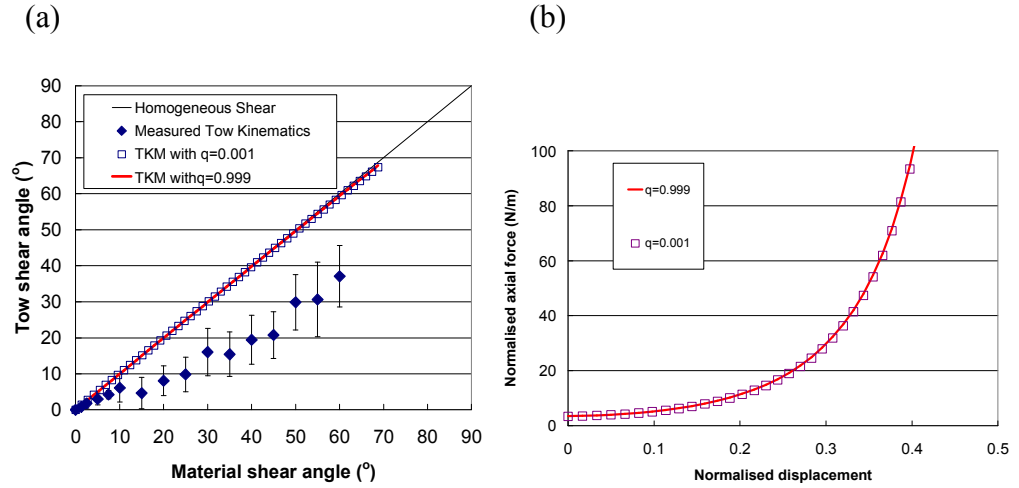 (a)
(b)
90
80
70
60
50
40
30
20
10
0
Tow shear angle (°)
Homogeneous Shear
Measured Tow Kinematics
TKM with q=0.001
TKM withq=0.999
0 10 20 30 40 50 60 70 80 90
Material shear angle (°)
100
80
60
40
20
0
Normalised axial force (N/m)
q=0.999
q=0.001
0 0.1 0.2 0.3 0.4 0.5
Normalised displacement